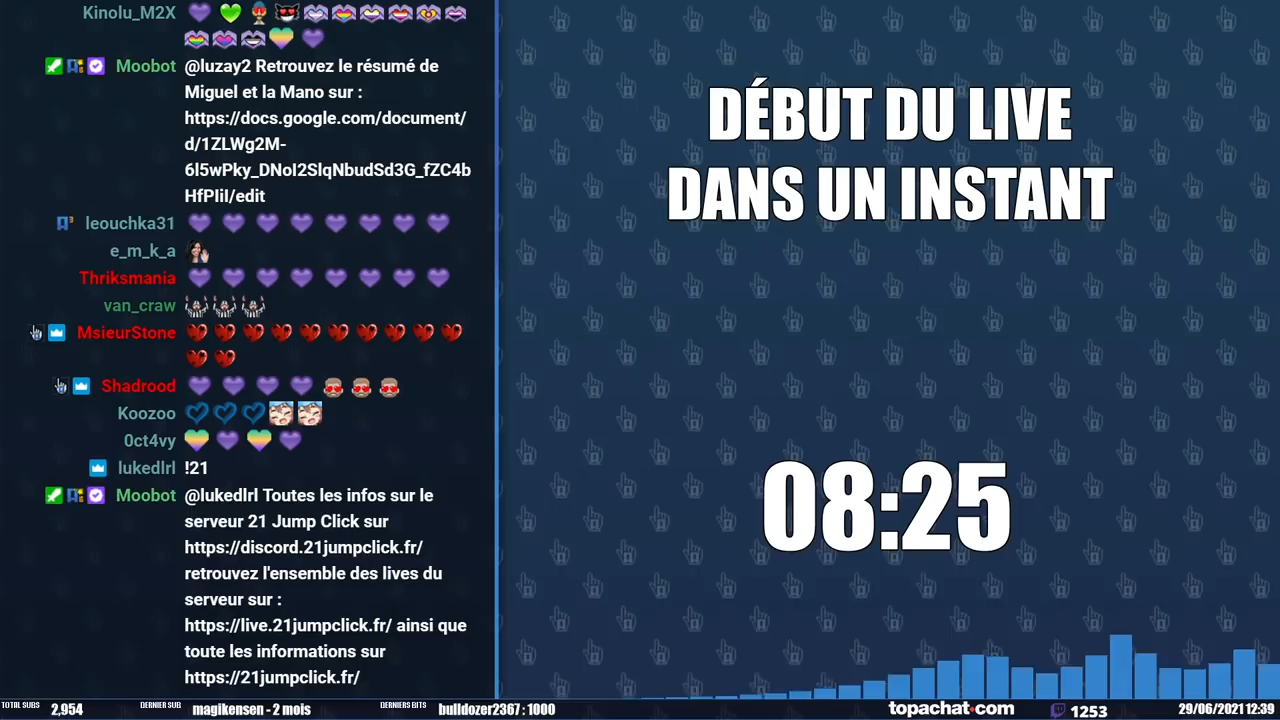 Kinolu_M2X
Moobot @luzay2 Retrouvez le résumé de
Miguel et la Mano sur :
https://docs.google.com/document/
d/1ZLWg2M-
6l5wPky_DNol2SlqNbudSd3G_fZC4b
HfPliI/edit
leouchka31
e_m_k_a
Thriksmania
van_craw
MsieurStone
Shadrood
Koozoo
0ct4vy
lukedlrl !21
Moobot @lukedlrl Toutes les infos sur le
serveur 21 Jump Click sur
https://discord.21jumpclick.fr/
retrouvez l'ensemble des lives du
serveur sur :
https://live.21jumpclick.fr/ ainsi que
toute les informations sur
https://21jumpclick.fr/
DÉBUT DU LIVE
DANS UN INSTANT
08:25
TOTAL SUBS 2,954 DERNIER SUB magikensen - 2 mois DERNIERS BITS bulldozer2367 : 1000 topachat.com 1253 29/06/2021 12:39